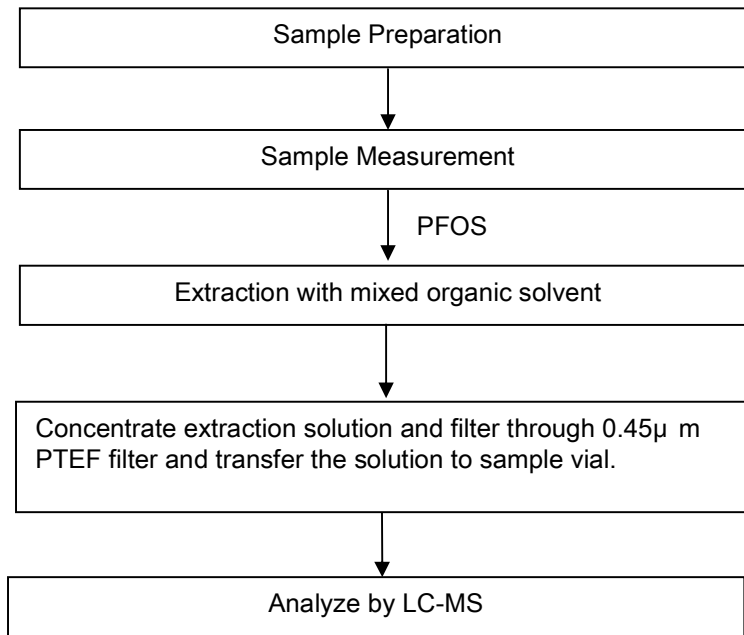 Sample Preparation
Sample Measurement
PFOS
Extraction with mixed organic solvent
Concentrate extraction solution and filter through 0.45μ m
PTEF filter and transfer the solution to sample vial.
Analyze by LC-MS